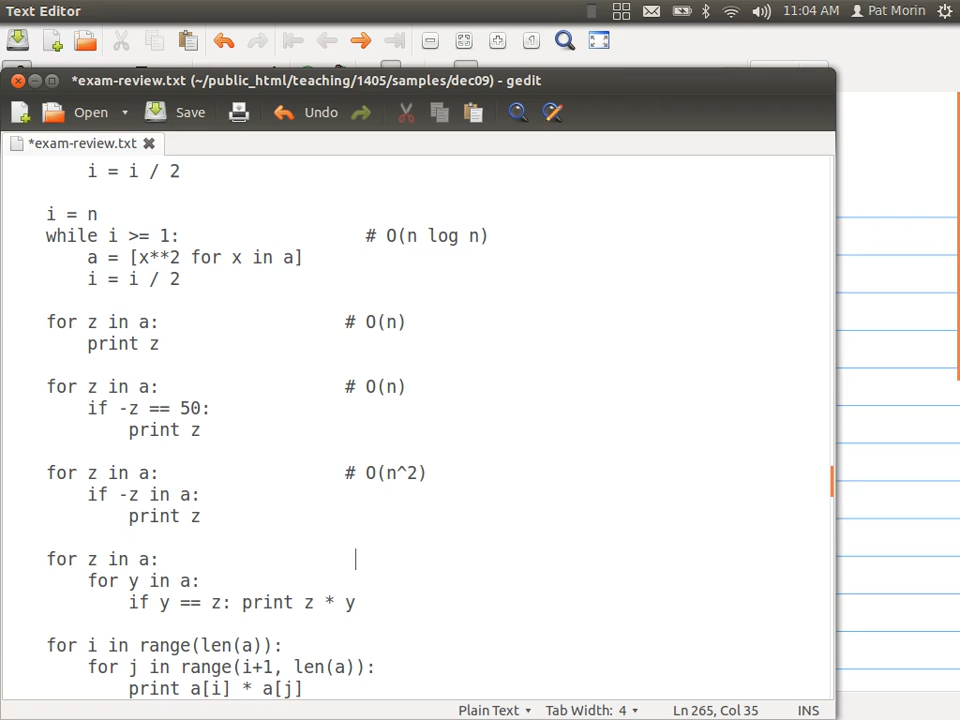 Text Editor 11:04 AM Pat Morin
*exam-review.txt (~/public_html/teaching/1405/samples/dec09) - gedit
Open Save Undo
*exam-review.txt
i = i / 2
i = n
while i >= 1: # O(n log n)
a = [x**2 for x in a]
i = i / 2
for z in a: # O(n)
print z
for z in a: # O(n)
if -z == 50:
print z
for z in a: # O(n^2)
if -z in a:
print z
for z in a:
for y in a:
if y == z: print z * y
for i in range(len(a)):
for j in range(i+1, len(a)):
print a[i] * a[j]
Plain Text Tab Width: 4 Ln 265, Col 35 INS